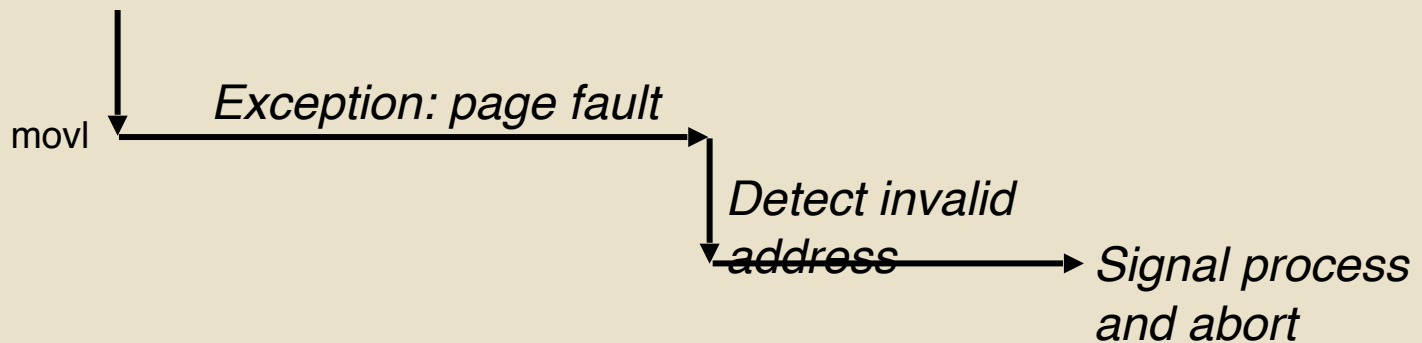 Exception: page fault
movl
Detect invalid
address
Signal process
and abort